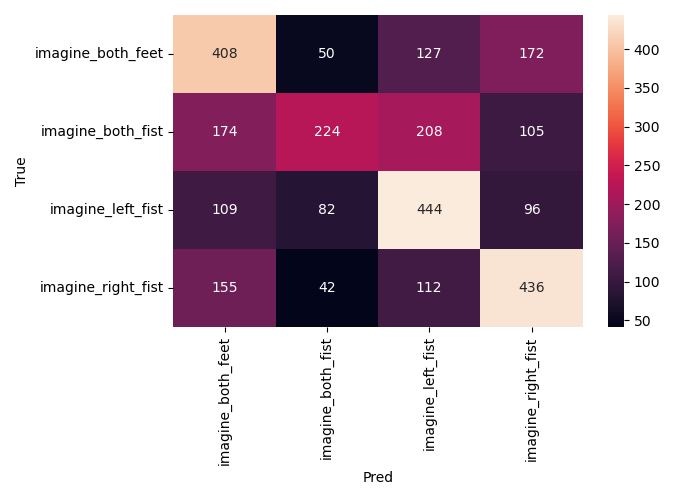 imagine_both_feet 408 50 127 172
imagine_both_fist 174 224 208 105
imagine_left_fist 109 82 444 96
imagine_right_fist 155 42 112 436
True
imagine_both_feet
imagine_both_fist
imagine_left_fist
imagine_right_fist
Pred
400
350
300
250
200
150
100
50